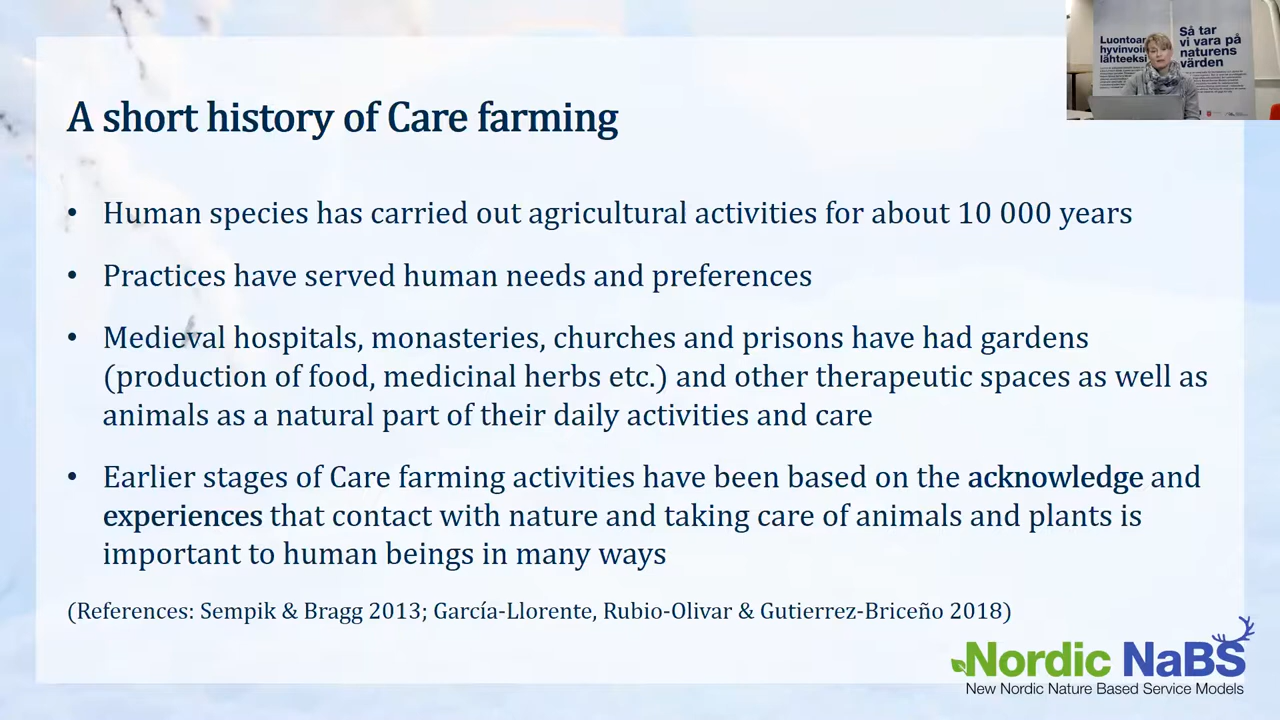 Luontoar
hyvinvoin
lähteeksi
Så tar
vi vara på
naturens
värden
A short history of Care farming
• Human species has carried out agricultural activities for about 10 000 years
• Practices have served human needs and preferences
• Medieval hospitals, monasteries, churches and prisons have had gardens
(production of food, medicinal herbs etc.) and other therapeutic spaces as well as
animals as a natural part of their daily activities and care
• Earlier stages of Care farming activities have been based on the acknowledge and
experiences that contact with nature and taking care of animals and plants is
important to human beings in many ways
(References: Sempik & Bragg 2013; García-Llorente, Rubio-Olivar & Gutierrez-Briceño 2018)
Nordic NaBS
New Nordic Nature Based Service Models